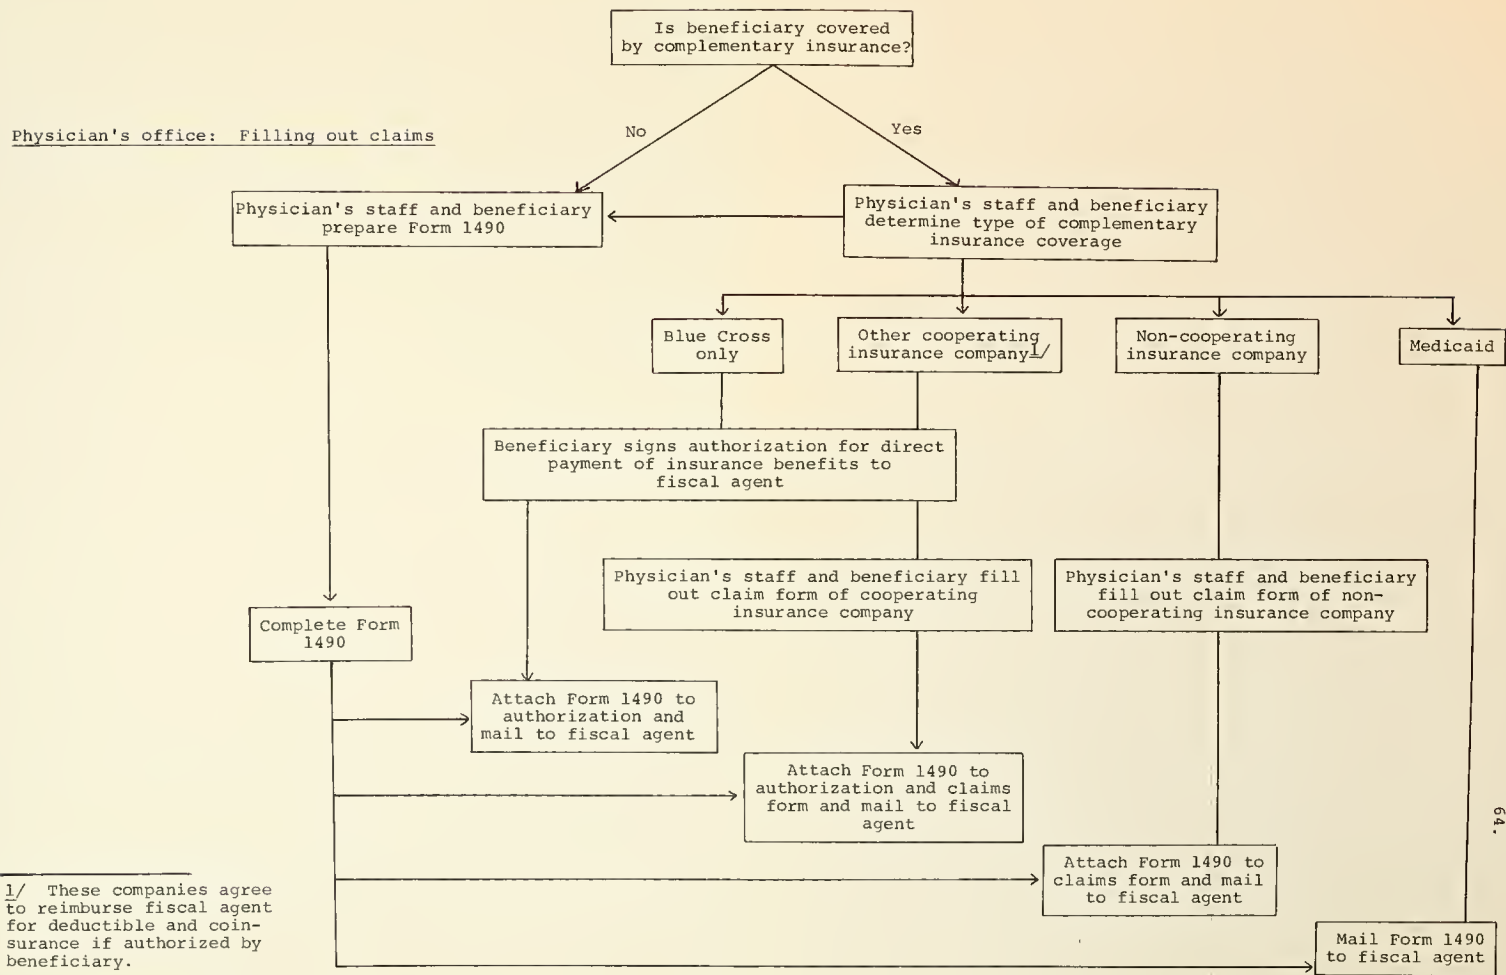 Is beneficiary covered
by complementary insurance?
Physician's office: Filling out claims
No
Yes
Physician's staff and beneficiary
prepare Form 1490
Physician's staff and beneficiary
determine type of complementary
insurance coverage
Blue Cross
only
Other cooperating
insurance company1/
Non-cooperating
insurance company
Medicaid
Beneficiary signs authorization for direct
payment of insurance benefits to
fiscal agent
Physician's staff and beneficiary fill
out claim form of cooperating
insurance company
Physician's staff and beneficiary
fill out claim form of non-
cooperating insurance company
Complete Form
1490
Attach Form 1490 to
authorization and
mail to fiscal agent
Attach Form 1490 to
authorization and claims
form and mail to fiscal
agent
64.
Attach Form 1490 to
claims form and mail
to fiscal agent
1/ These companies agree
to reimburse fiscal agent
for deductible and coin-
surance if authorized by
beneficiary.
Mail Form 1490
to fiscal agent